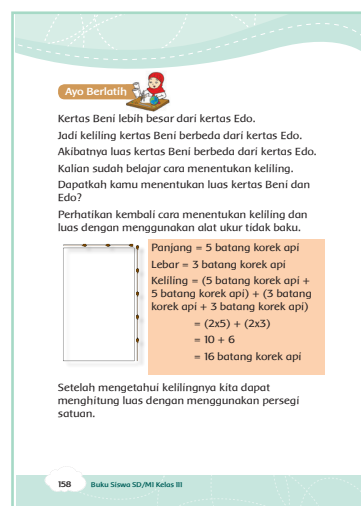 Ayo Berlatih
Kertas Beni lebih besar dari kertas Edo.
Jadi keliling kertas Beni berbeda dari kertas Edo.
Akibatnya luas kertas Beni berbeda dari kertas Edo.
Kalian sudah belajar cara menentukan keliling.
Dapatkah kamu menentukan luas kertas Beni dan
Edo?
Perhatikan kembali cara menentukan keliling dan
luas dengan menggunakan alat ukur tidak baku.
Panjang = 5 batang korek api
Lebar = 3 batang korek api
Keliling = (5 batang korek api +
5 batang korek api) + (3 batang
korek api + 3 batang korek api)
= (2x5) + (2x3)
= 10 + 6
= 16 batang korek api
Setelah mengetahui kelilingnya kita dapat
menghitung luas dengan menggunakan persegi
satuan.
158 Buku Siswa SD/MI Kelas III